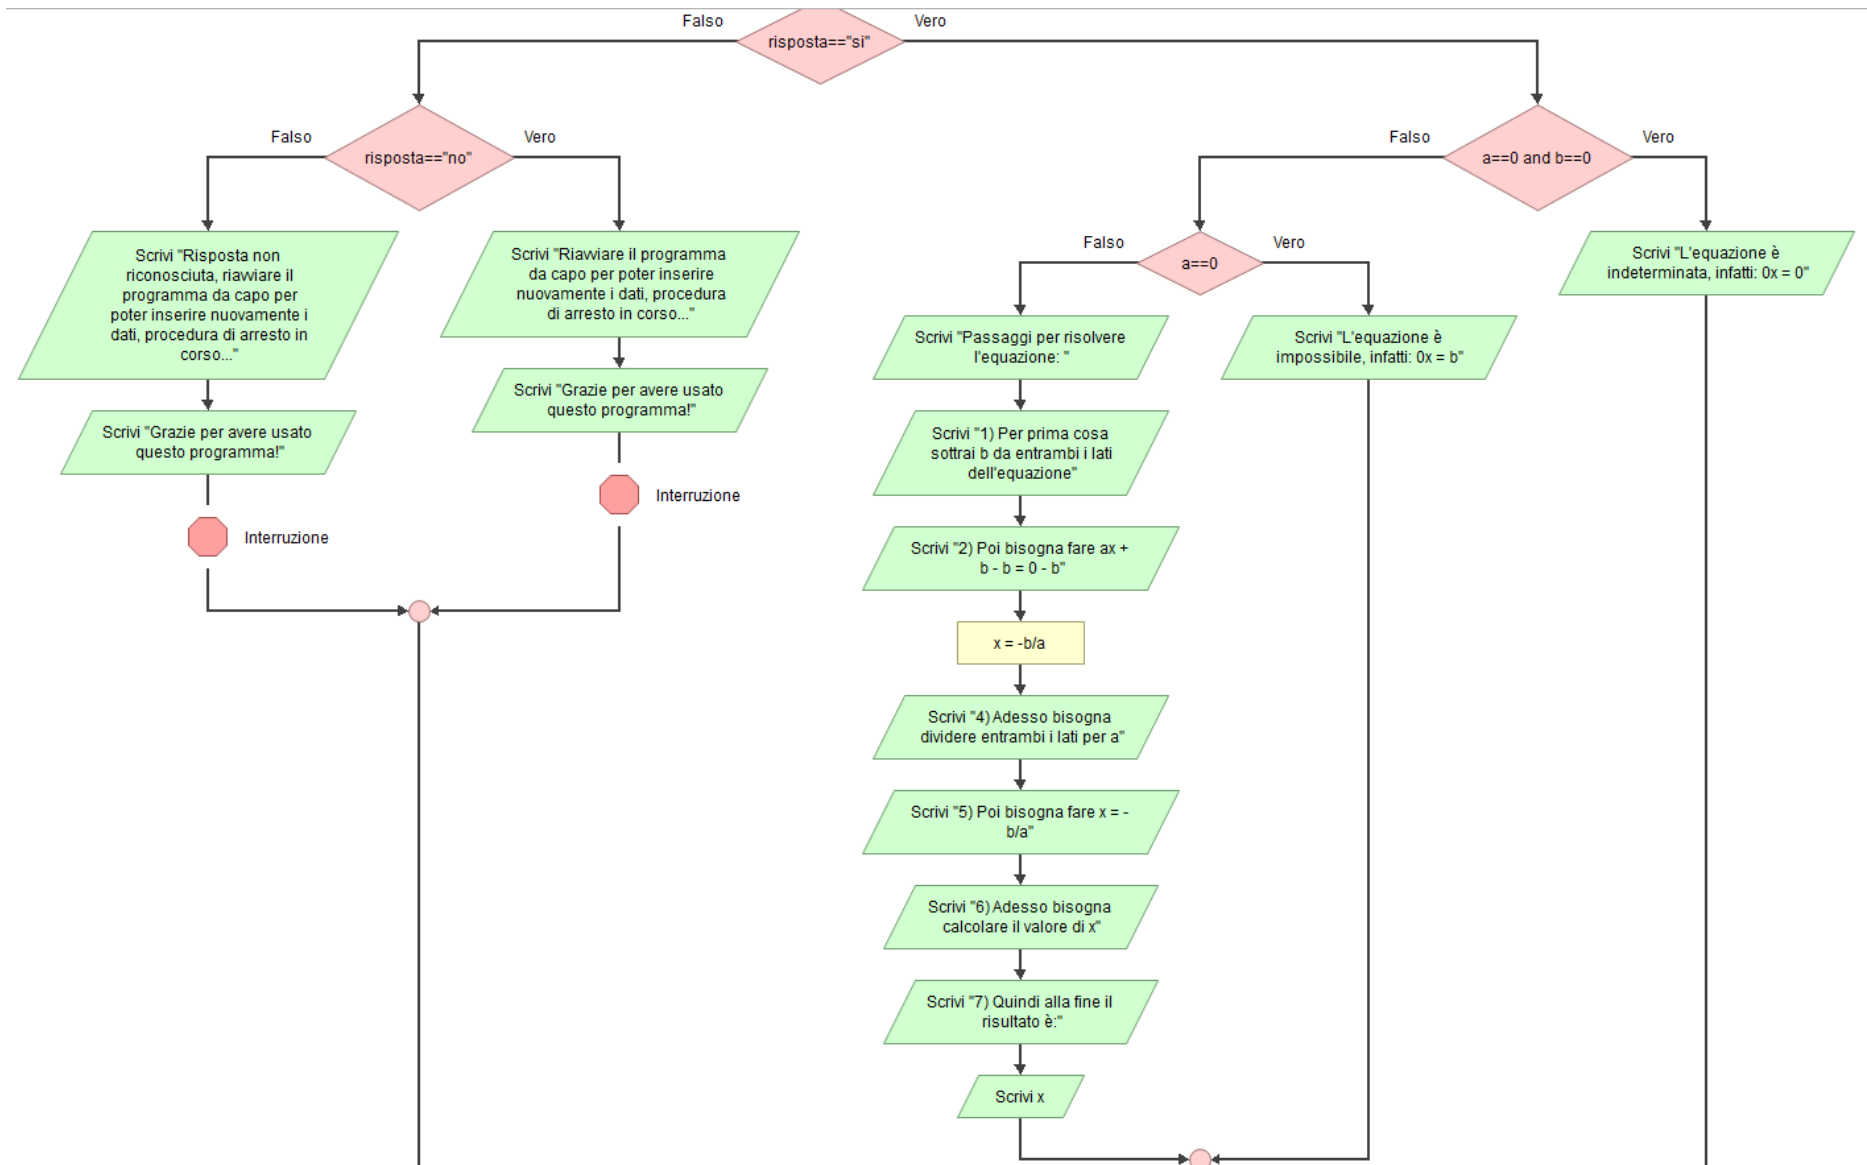 Falso
Vero
risposta=="si"
Falso
Vero
risposta=="no"
Falso
Vero
a==0 and b==0
Scrivi "Risposta non
riconosciuta, riavviare il
programma da capo per
poter inserire nuovamente i
dati, procedura di arresto in
corso..."
Scrivi "Grazie per avere usato
questo programma!"
Interruzione
Scrivi "Riavviare il programma
da capo per poter inserire
nuovamente i dati, procedura
di arresto in corso..."
Scrivi "Grazie per avere usato
questo programma!"
Interruzione
Falso
Vero
a==0
Scrivi "Passaggi per risolvere
l'equazione: "
Scrivi "1) Per prima cosa
sottrai b da entrambi i lati
dell'equazione"
Scrivi "2) Poi bisogna fare ax +
b - b = 0 - b"
x = -b/a
Scrivi "4) Adesso bisogna
dividere entrambi i lati per a"
Scrivi "5) Poi bisogna fare x = -
b/a"
Scrivi "6) Adesso bisogna
calcolare il valore di x"
Scrivi "7) Quindi alla fine il
risultato è:"
Scrivi x
Scrivi "L'equazione è
impossibile, infatti: 0x = b"
Scrivi "L'equazione è
indeterminata, infatti: 0x = 0"